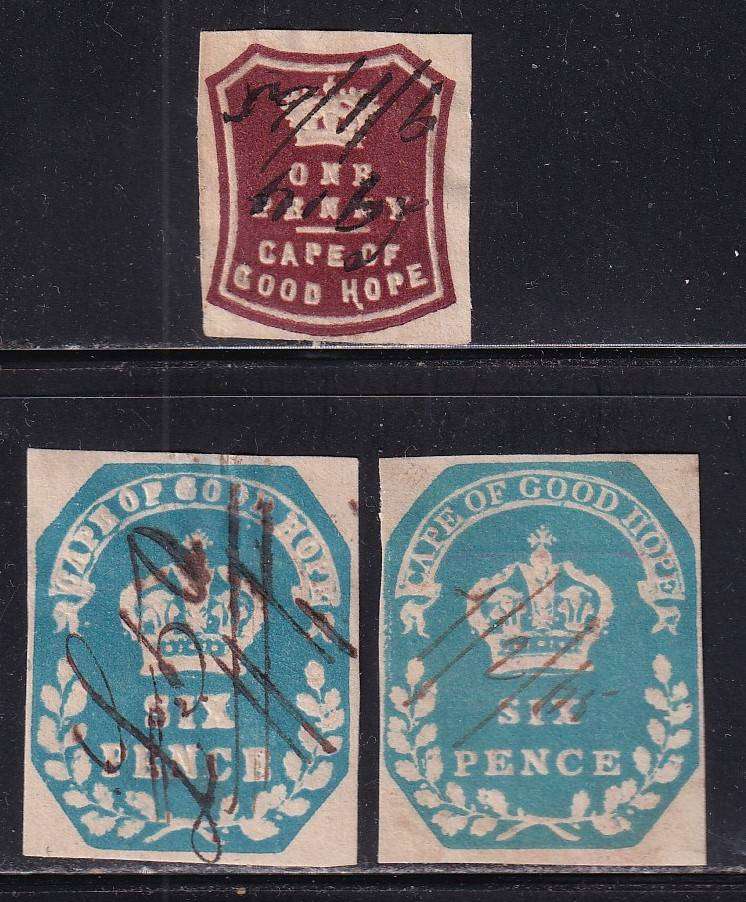 ONE
PENNY
CAPE OF
GOOD HOPE
CAPE OF GOOD HOPE
SIX
PENCE
CAPE OF GOOD HOPE
SIX
PENCE